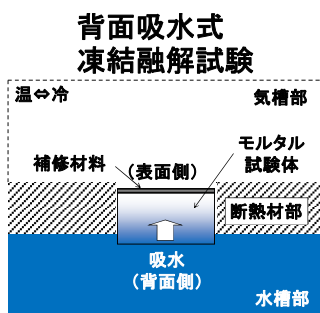 背面吸水式
凍結融解試験
温⇔冷
気槽部
モルタル
試験体
補修材料
(表面側)
断熱材部
吸水
(背面側)
水槽部